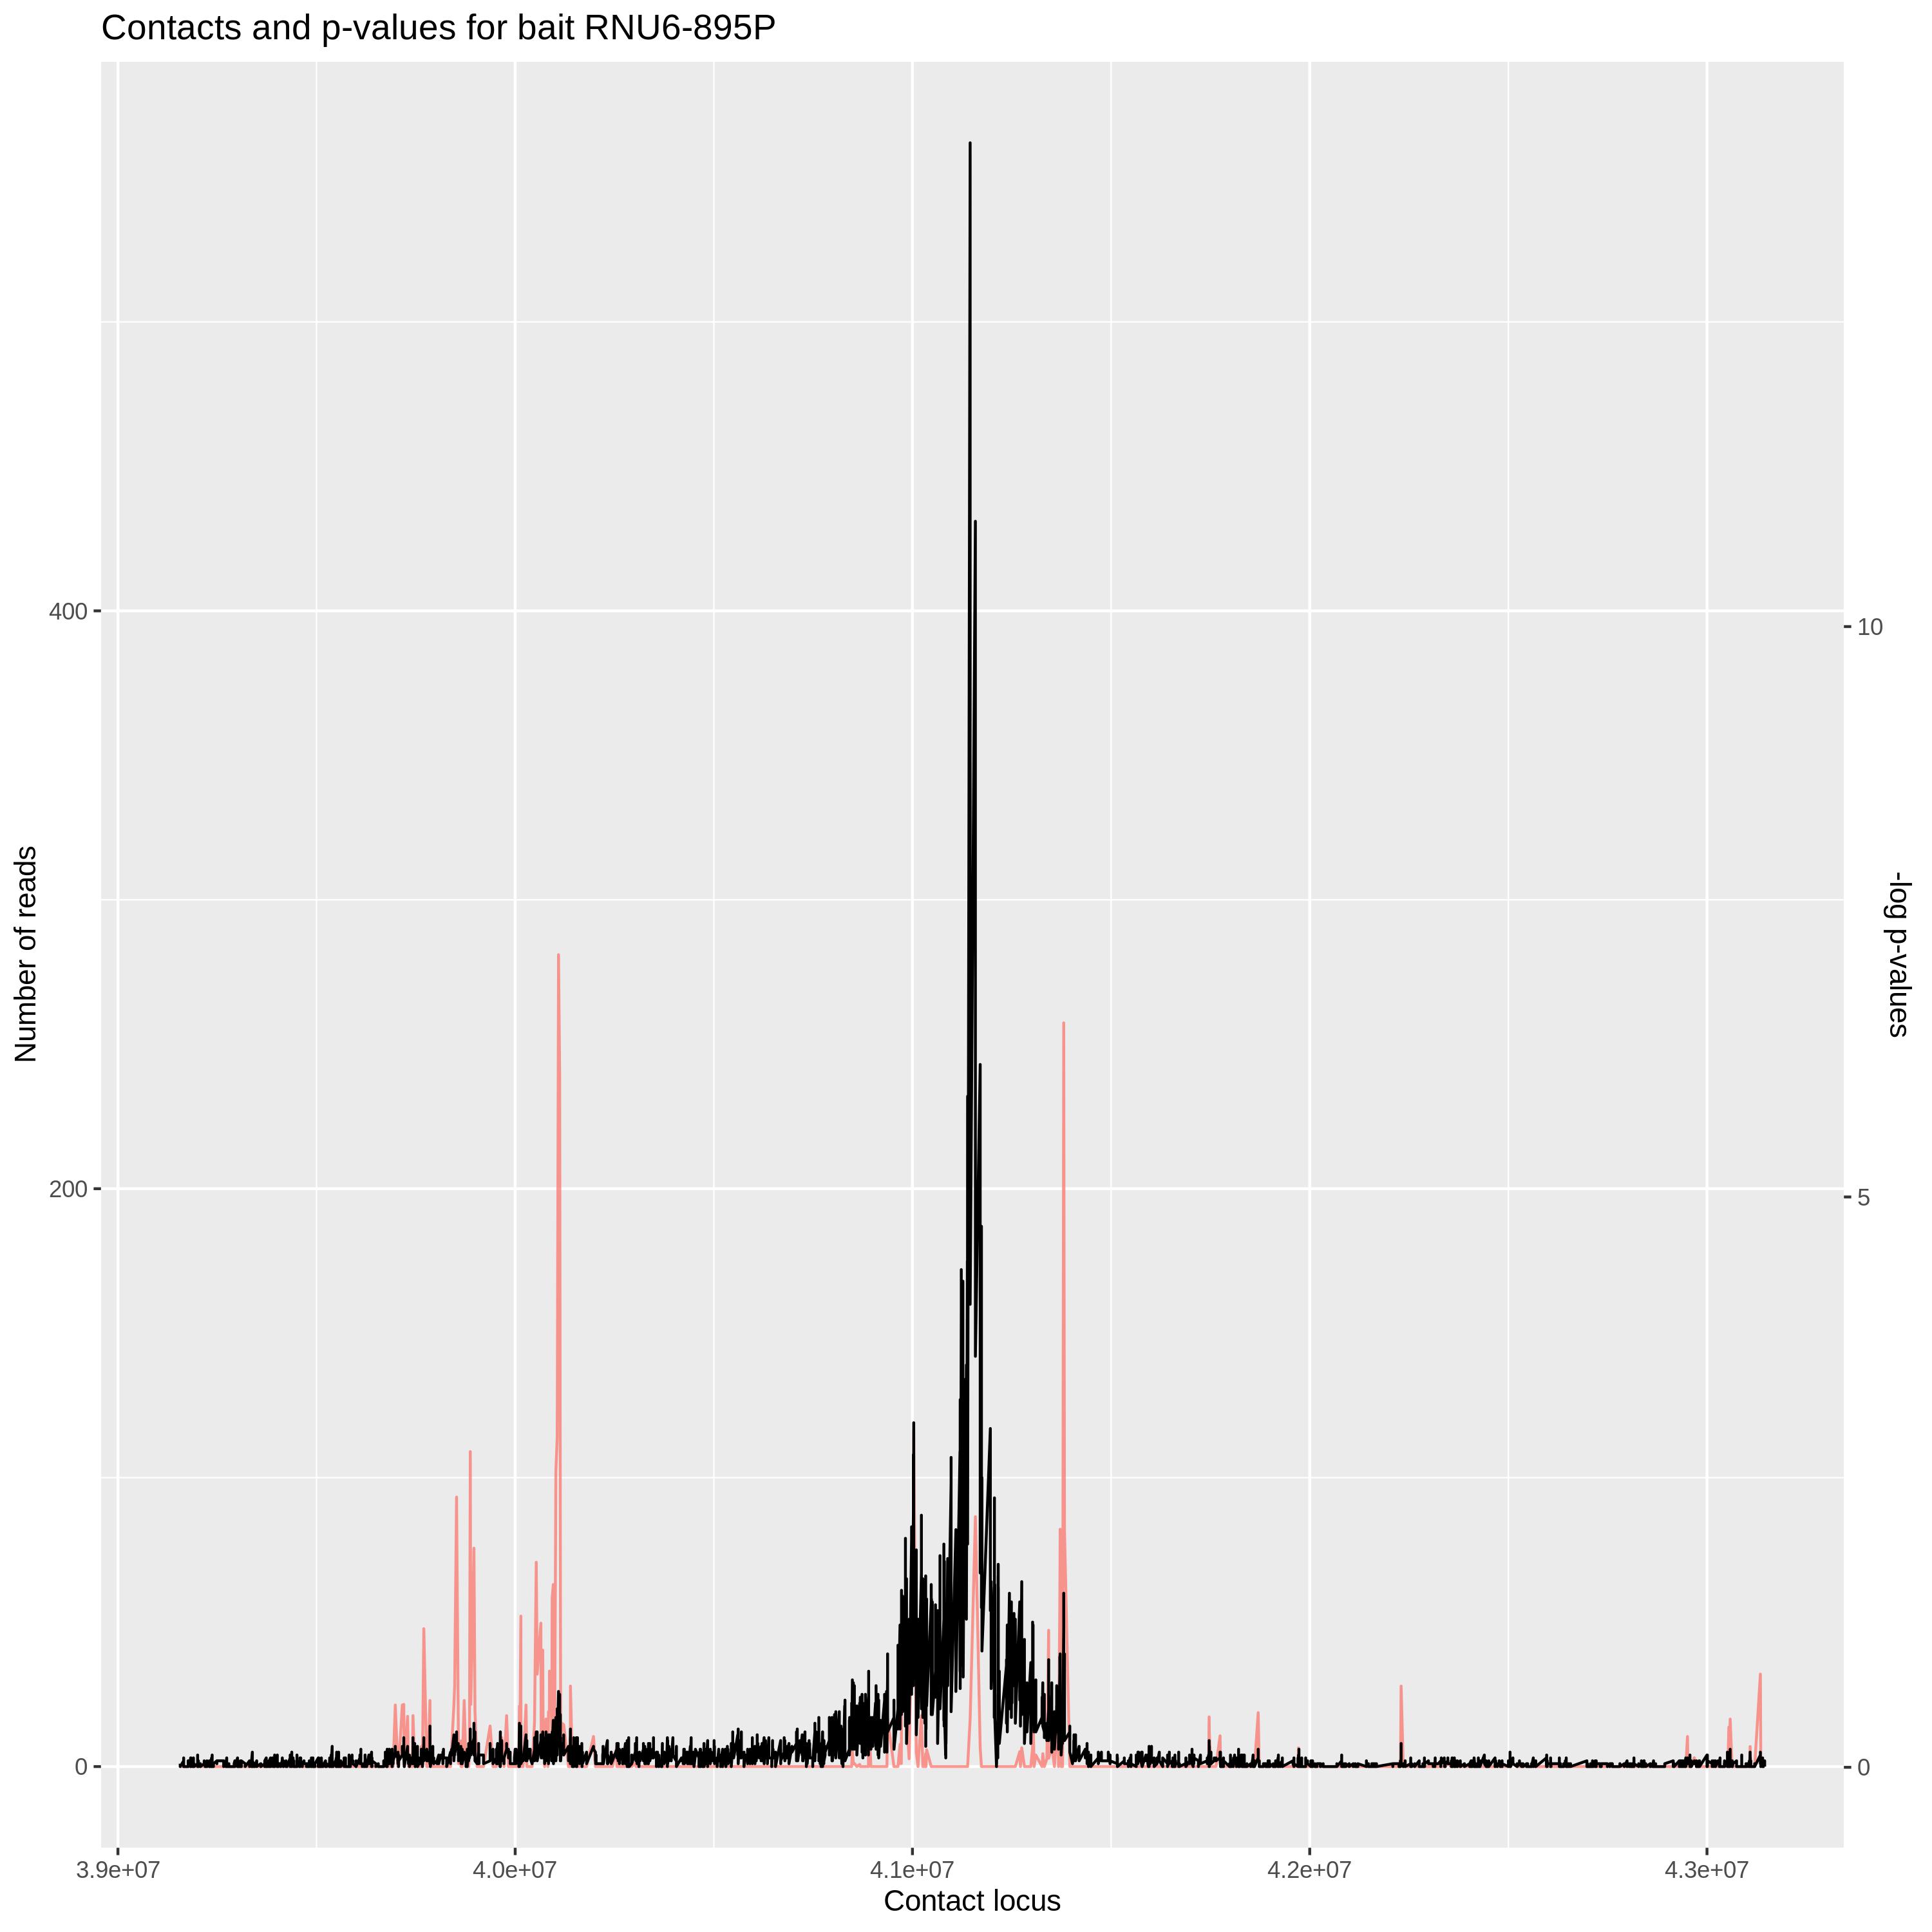 Contacts and p-values for bait RNU6-895P
Number of reads
400
200
0
10
5
0
-log p-values
3.9e+07
4.0e+07
4.1e+07
4.2e+07
4.3e+07
Contact locus